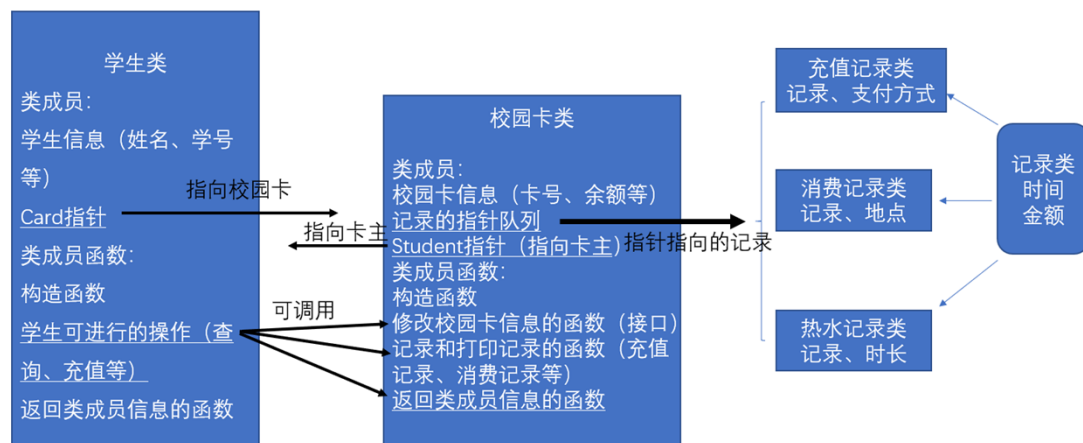 学生类
类成员：
学生信息（姓名、学号
等）
Card指针
类成员函数：
构造函数
学生可进行的操作（查
询、充值等）
返回类成员信息的函数
指向校园卡
指向卡主
可调用
校园卡类
类成员：
校园卡信息（卡号、余额等）
记录的指针队列
Student指针（指向卡主）
类成员函数：
构造函数
修改校园卡信息的函数（接口）
记录和打印记录的函数（充值
记录、消费记录等）
返回类成员信息的函数
指针指向的记录
充值记录类
记录、支付方式
消费记录类
记录、地点
热水记录类
记录、时长
记录类
时间
金额